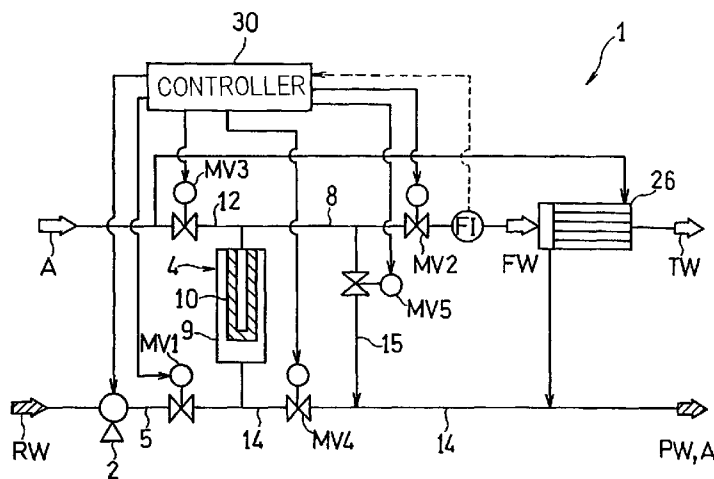 30
1
CONTROLLER
MV3
12
8
26
A
4
FI
MV2
FW
TW
10
MV5
9
15
MV1
RW
5
2
14
MV4
14
PW,A